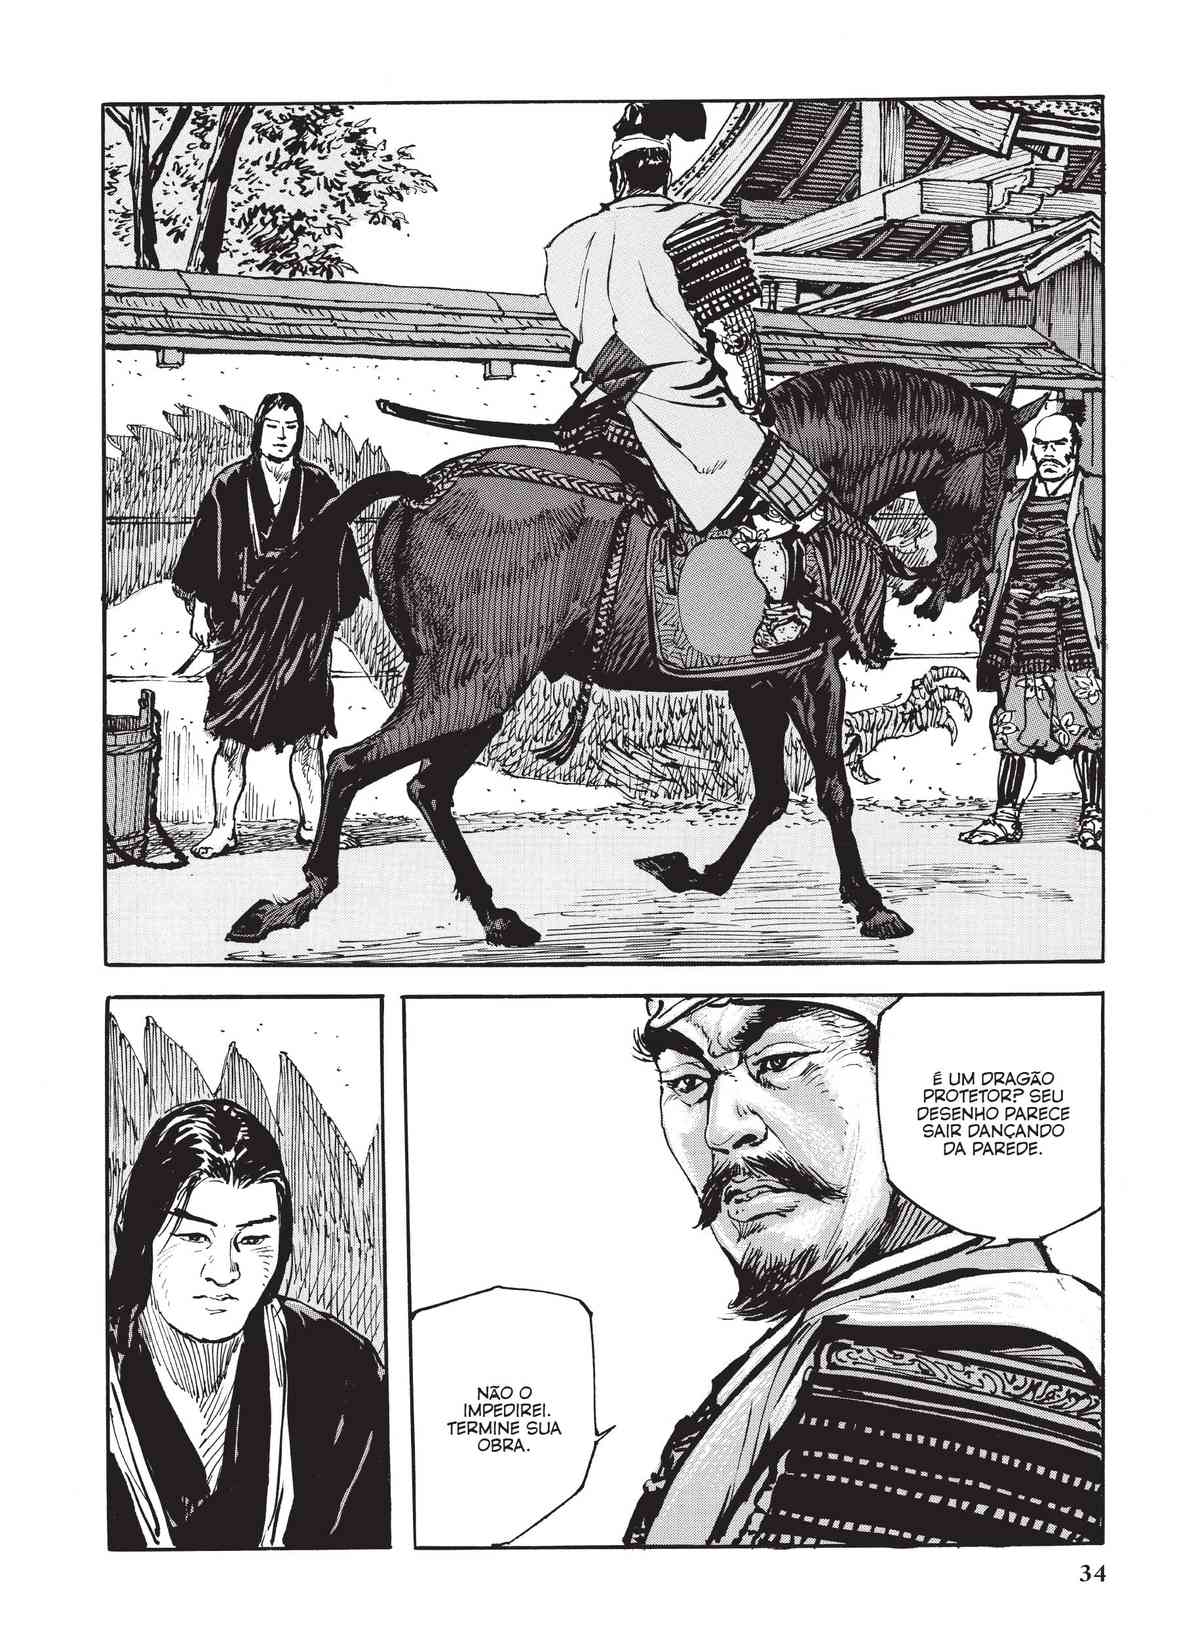 É UM DRAGÃO
PROTETOR? SEU
DESENHO PARECE
SAIR DANÇANDO
DA PAREDE.
NÃO O
IMPEDIREI.
TERMINE SUA
OBRA.
34